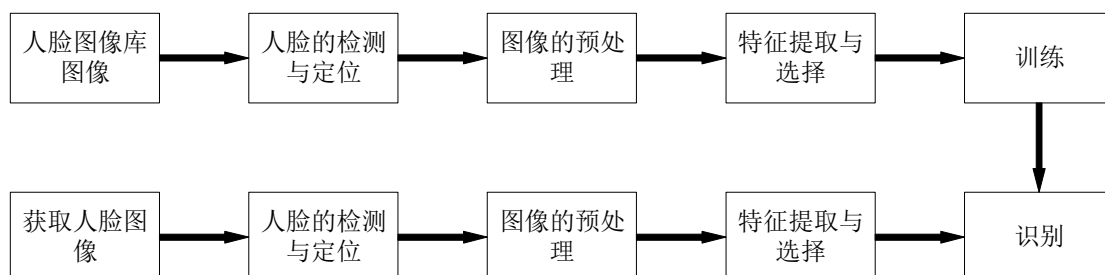 人脸图像库
图像
人脸的检测
与定位
图像的预处
理
特征提取与
选择
训练
获取人脸图
像
人脸的检测
与定位
图像的预处
理
特征提取与
选择
识别